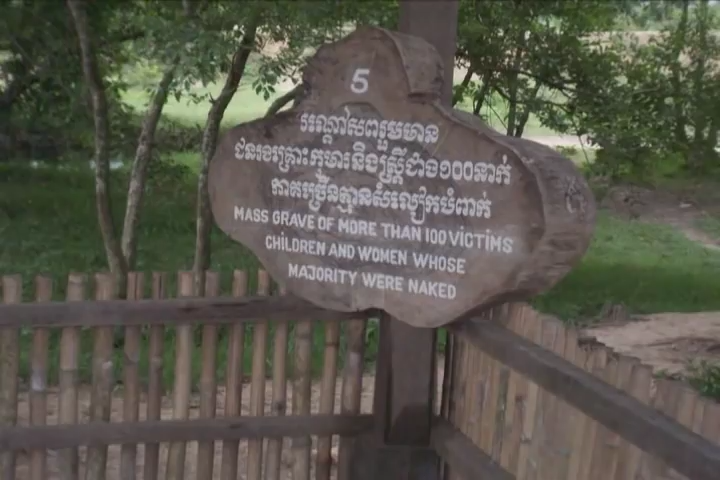 5
រណ្តៅសពរួមមាន
ជនរងគ្រោះកុមារនិងស្ត្រីជាង១០០នាក់
ភាគច្រើនគ្មានសំលៀកបំពាក់
MASS GRAVE OF MORE THAN 100 VICTIMS
CHILDREN AND WOMEN WHOSE
MAJORITY WERE NAKED